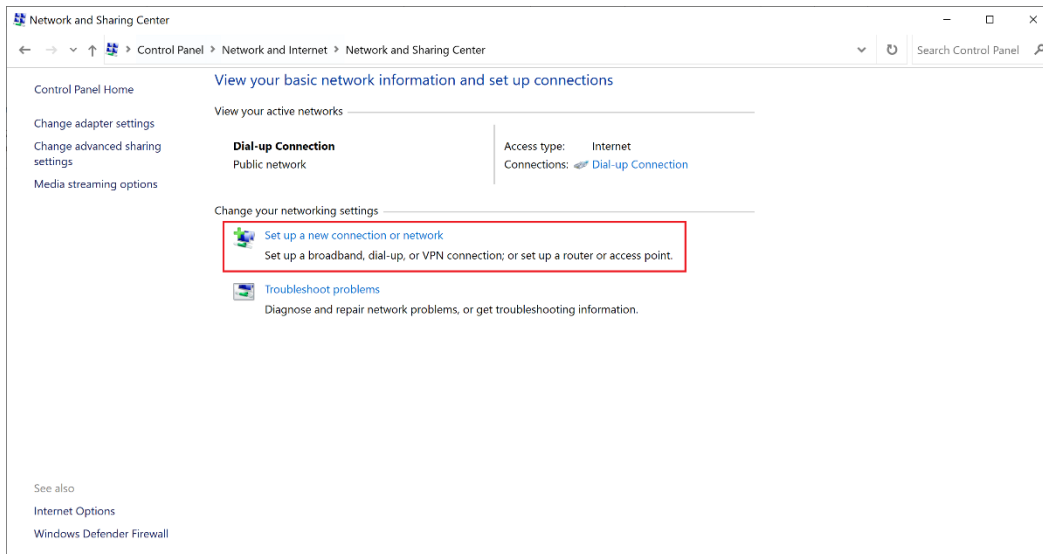 Network and Sharing Center
Control Panel > Network and Internet > Network and Sharing Center
Search Control Panel
Control Panel Home
Change adapter settings
Change advanced sharing
settings
Media streaming options
View your basic network information and set up connections
View your active networks
Dial-up Connection
Public network
Access type: Internet
Connections: Dial-up Connection
Change your networking settings
Set up a new connection or network
Set up a broadband, dial-up, or VPN connection; or set up a router or access point.
Troubleshoot problems
Diagnose and repair network problems, or get troubleshooting information.
See also
Internet Options
Windows Defender Firewall